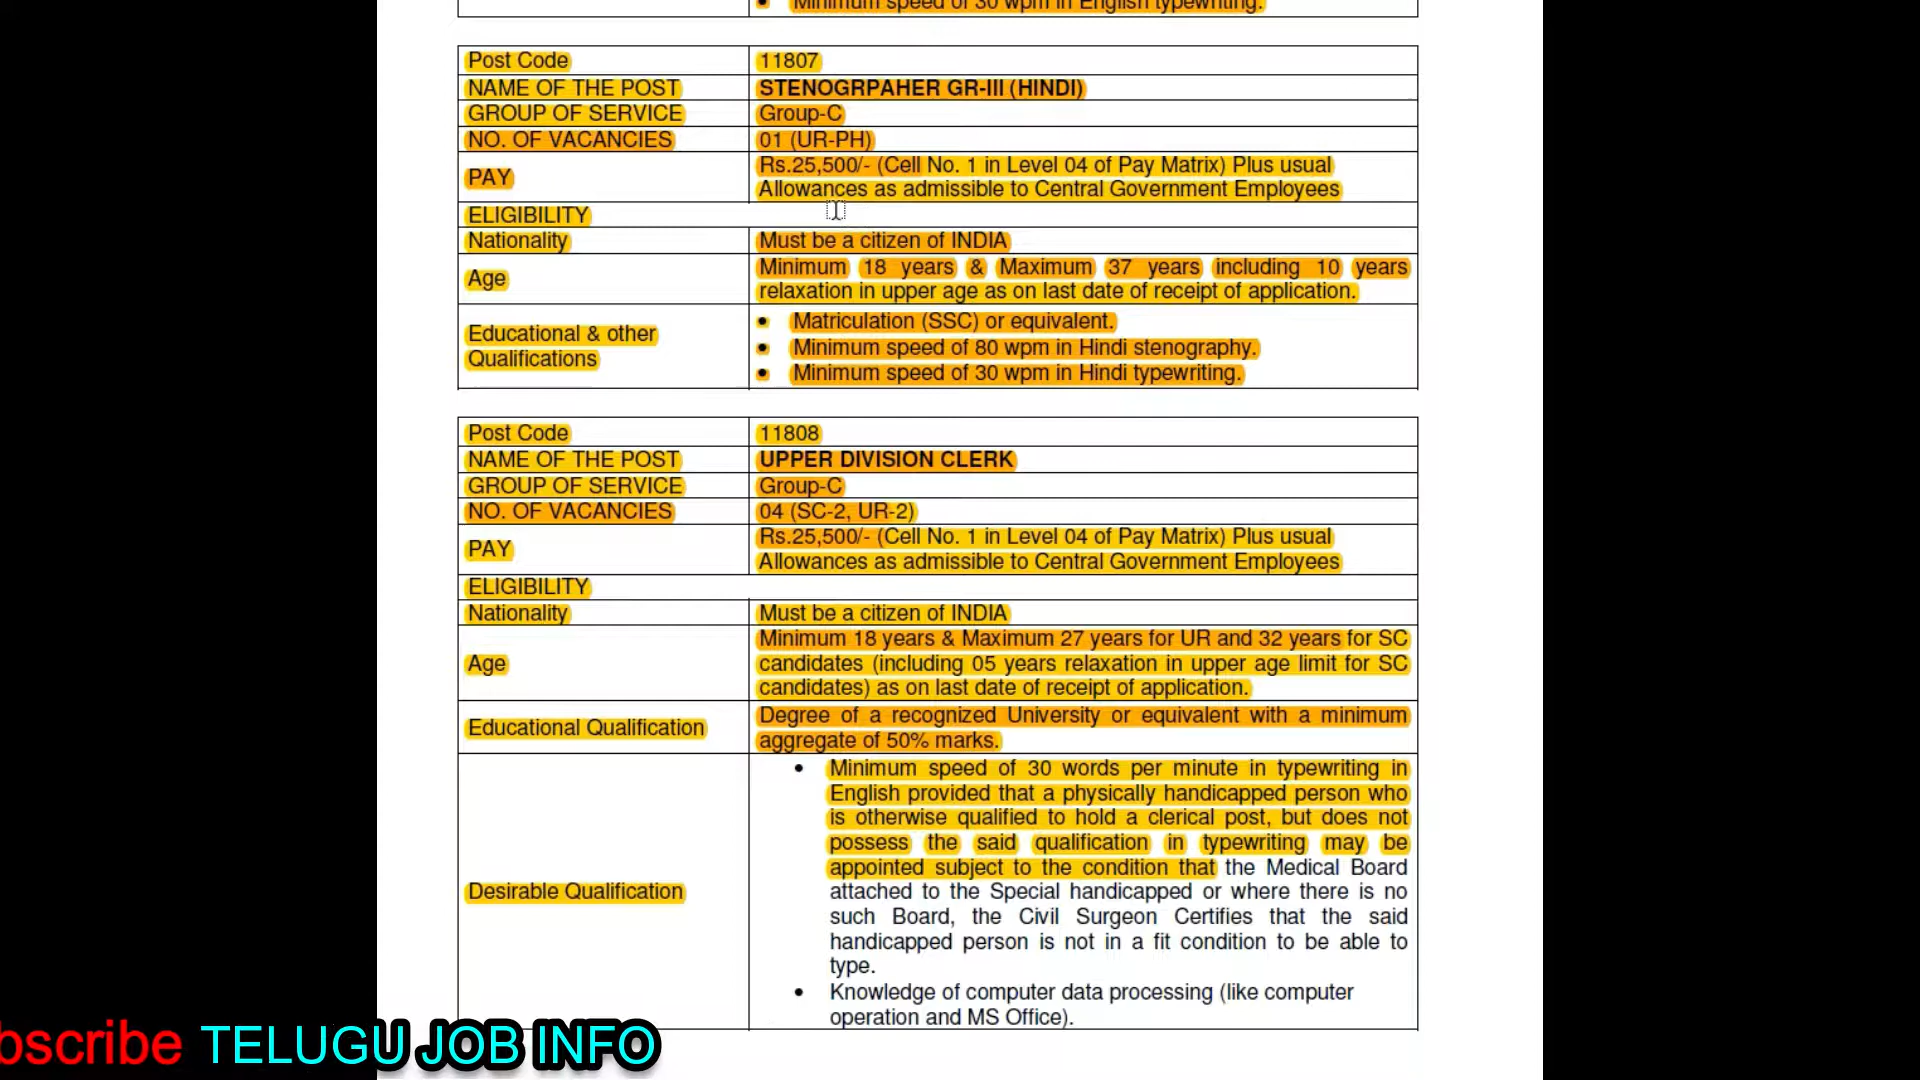 Minimum speed of 30 wpm in English typewriting.
Post Code 11807
NAME OF THE POST STENOGRPAHER GR-III (HINDI)
GROUP OF SERVICE Group-C
NO. OF VACANCIES 01 (UR-PH)
PAY Rs.25,500/- (Cell No. 1 in Level 04 of Pay Matrix) Plus usual
Allowances as admissible to Central Government Employees
ELIGIBILITY
Nationality Must be a citizen of INDIA
Age Minimum 18 years & Maximum 37 years including 10 years
relaxation in upper age as on last date of receipt of application.
Educational & other
Qualifications
• Matriculation (SSC) or equivalent.
• Minimum speed of 80 wpm in Hindi stenography.
• Minimum speed of 30 wpm in Hindi typewriting.
Post Code 11808
NAME OF THE POST UPPER DIVISION CLERK
GROUP OF SERVICE Group-C
NO. OF VACANCIES 04 (SC-2, UR-2)
PAY Rs.25,500/- (Cell No. 1 in Level 04 of Pay Matrix) Plus usual
Allowances as admissible to Central Government Employees
ELIGIBILITY
Nationality Must be a citizen of INDIA
Age Minimum 18 years & Maximum 27 years for UR and 32 years for SC
candidates (including 05 years relaxation in upper age limit for SC
candidates) as on last date of receipt of application.
Educational Qualification Degree of a recognized University or equivalent with a minimum
aggregate of 50% marks.
Desirable Qualification
• Minimum speed of 30 words per minute in typewriting in
English provided that a physically handicapped person who
is otherwise qualified to hold a clerical post, but does not
possess the said qualification in typewriting may be
appointed subject to the condition that the Medical Board
attached to the Special handicapped or where there is no
such Board, the Civil Surgeon Certifies that the said
handicapped person is not in a fit condition to be able to
type.
• Knowledge of computer data processing (like computer
operation and MS Office).
bscribe TELUGU JOB INFO